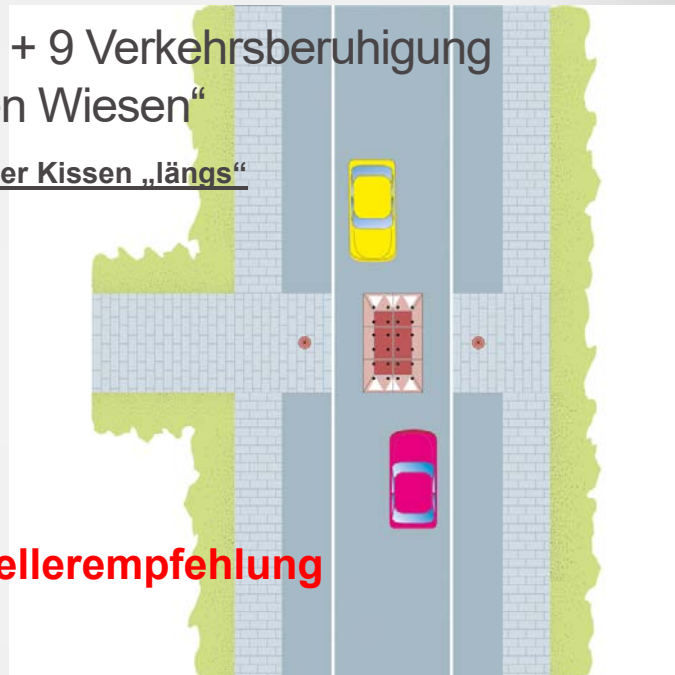 + 9 Verkehrsberuhigung
n Wiesen“
er Kissen „längs“
ellerempfehlung